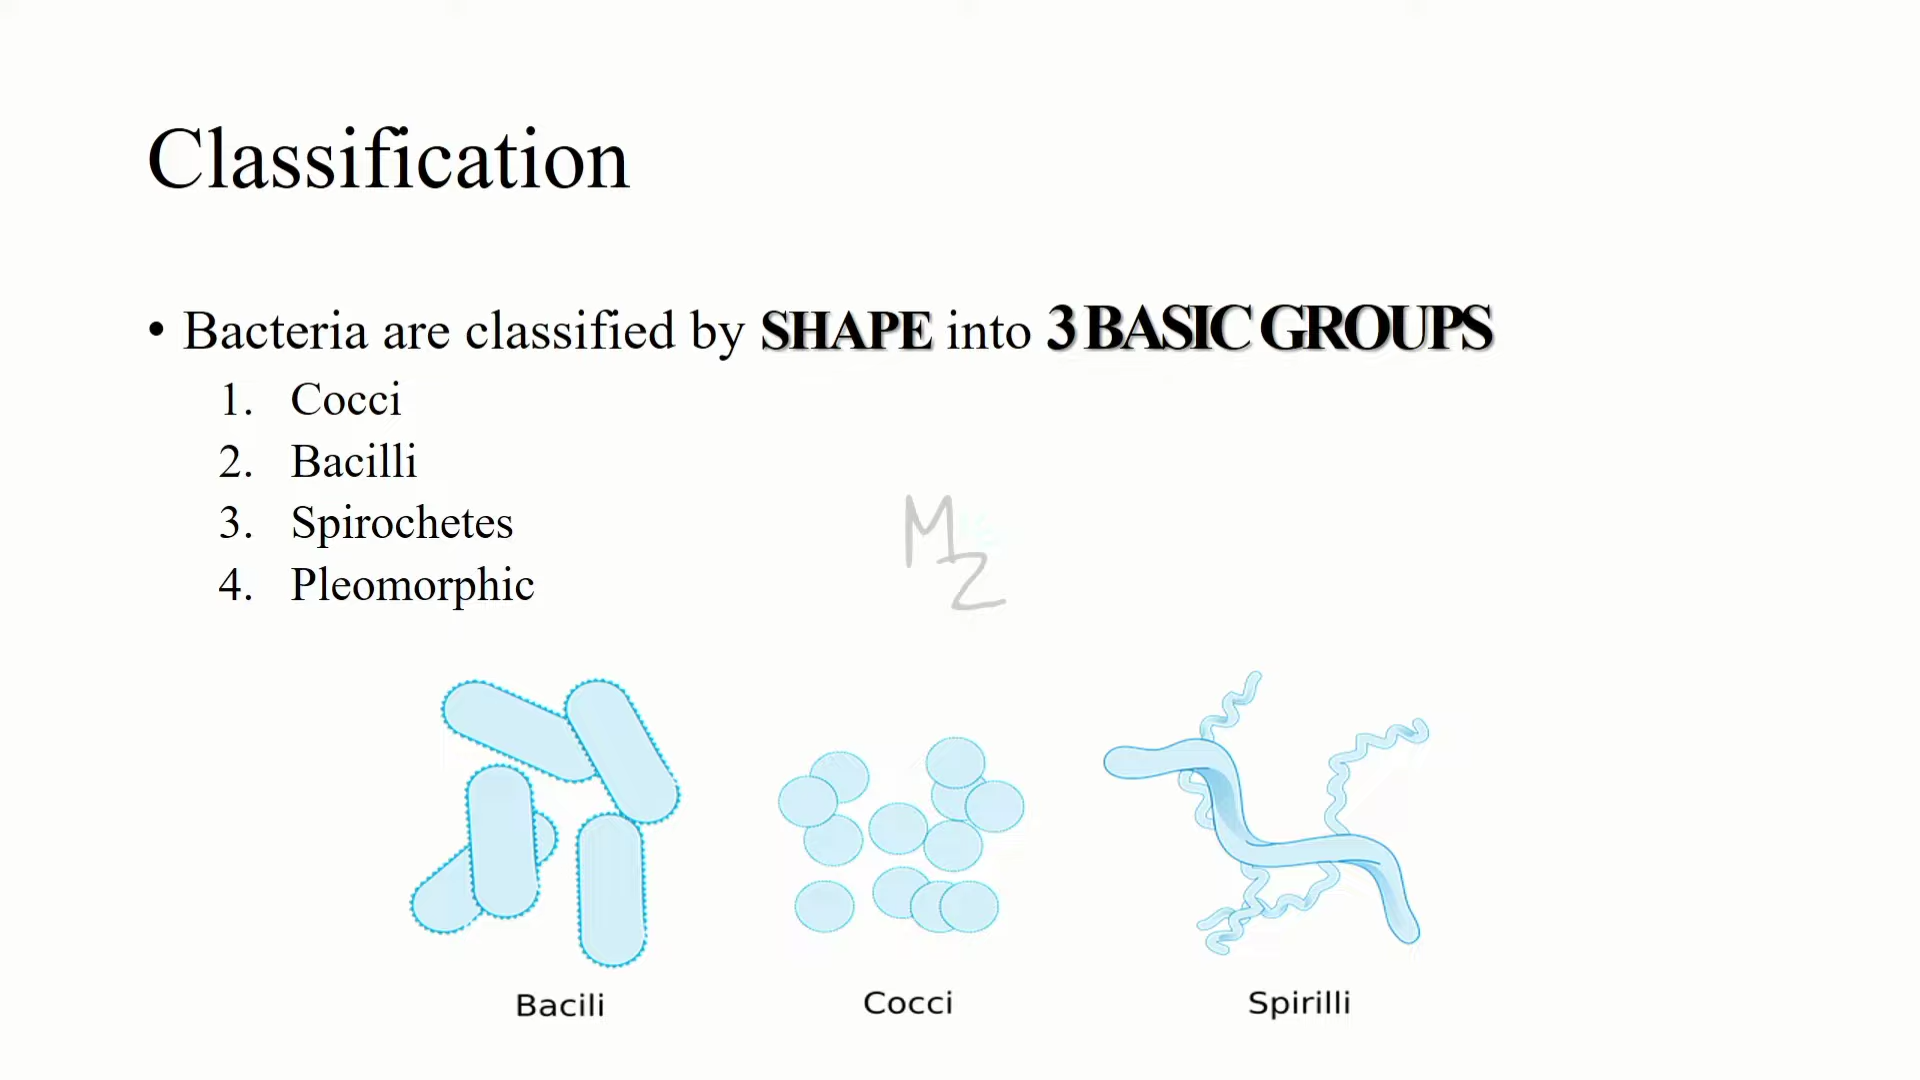 Classification
• Bacteria are classified by SHAPE into 3 BASIC GROUPS
1. Cocci
2. Bacilli
3. Spirochetes
4. Pleomorphic
MZ
Bacili
Cocci
Spirilli